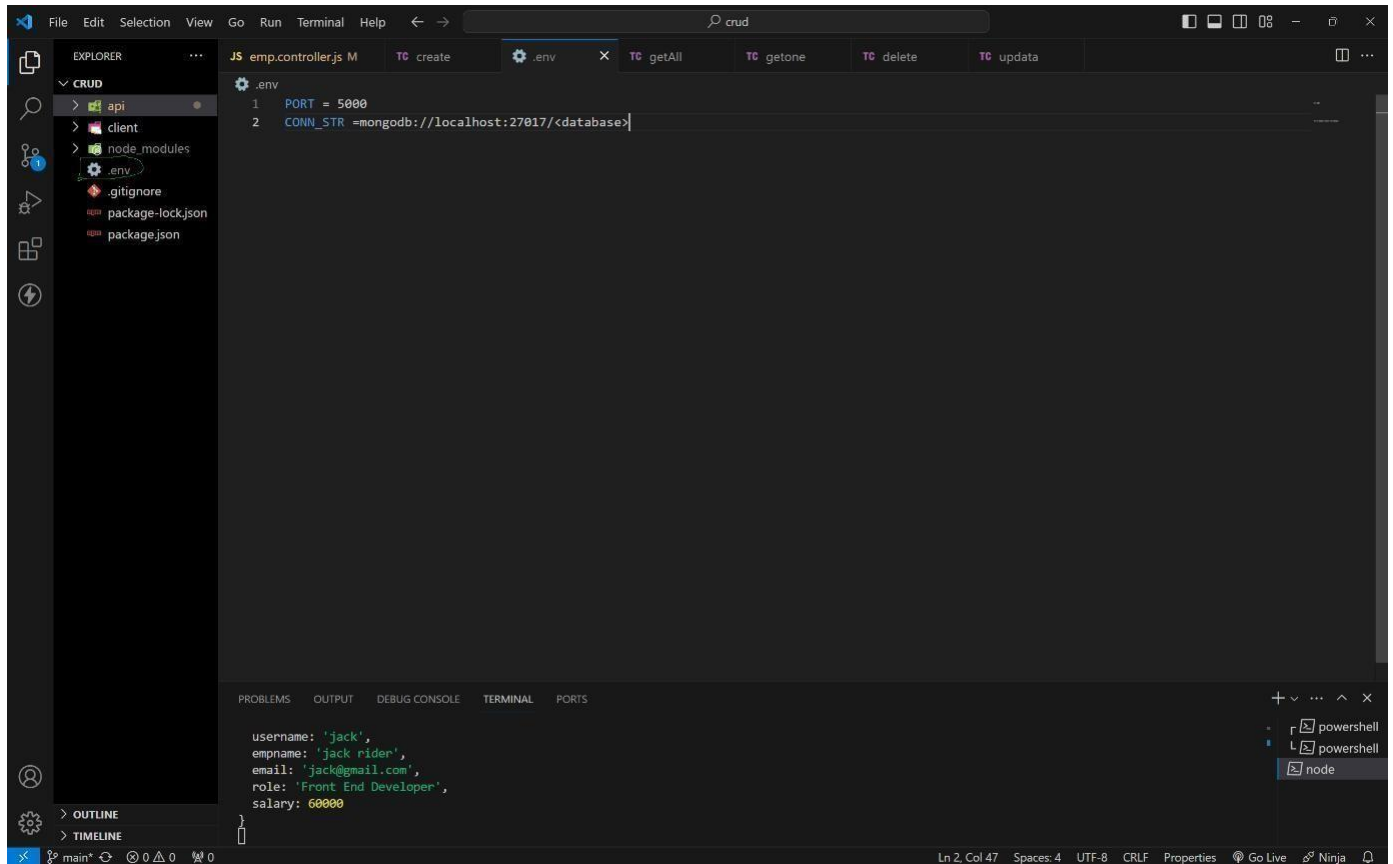 File Edit Selection View Go Run Terminal Help
crud
EXPLORER
JS emp.controller.js M
TC create
.env
TC getAll
TC getone
TC delete
TC updata
CRUD
api
client
node_modules
.env
.gitignore
package-lock.json
package.json
.env
1 PORT = 5000
2 CONN_STR =mongodb://localhost:27017/<database>
PROBLEMS OUTPUT DEBUG CONSOLE TERMINAL PORTS
username: 'jack',
empname: 'jack rider',
email: 'jack@gmail.com',
role: 'Front End Developer',
salary: 60000
}
powershell
powershell
node
OUTLINE
TIMELINE
main* 0 0 0 Ln 2, Col 47 Spaces: 4 UTF-8 CRLF Properties Go Live Ninja